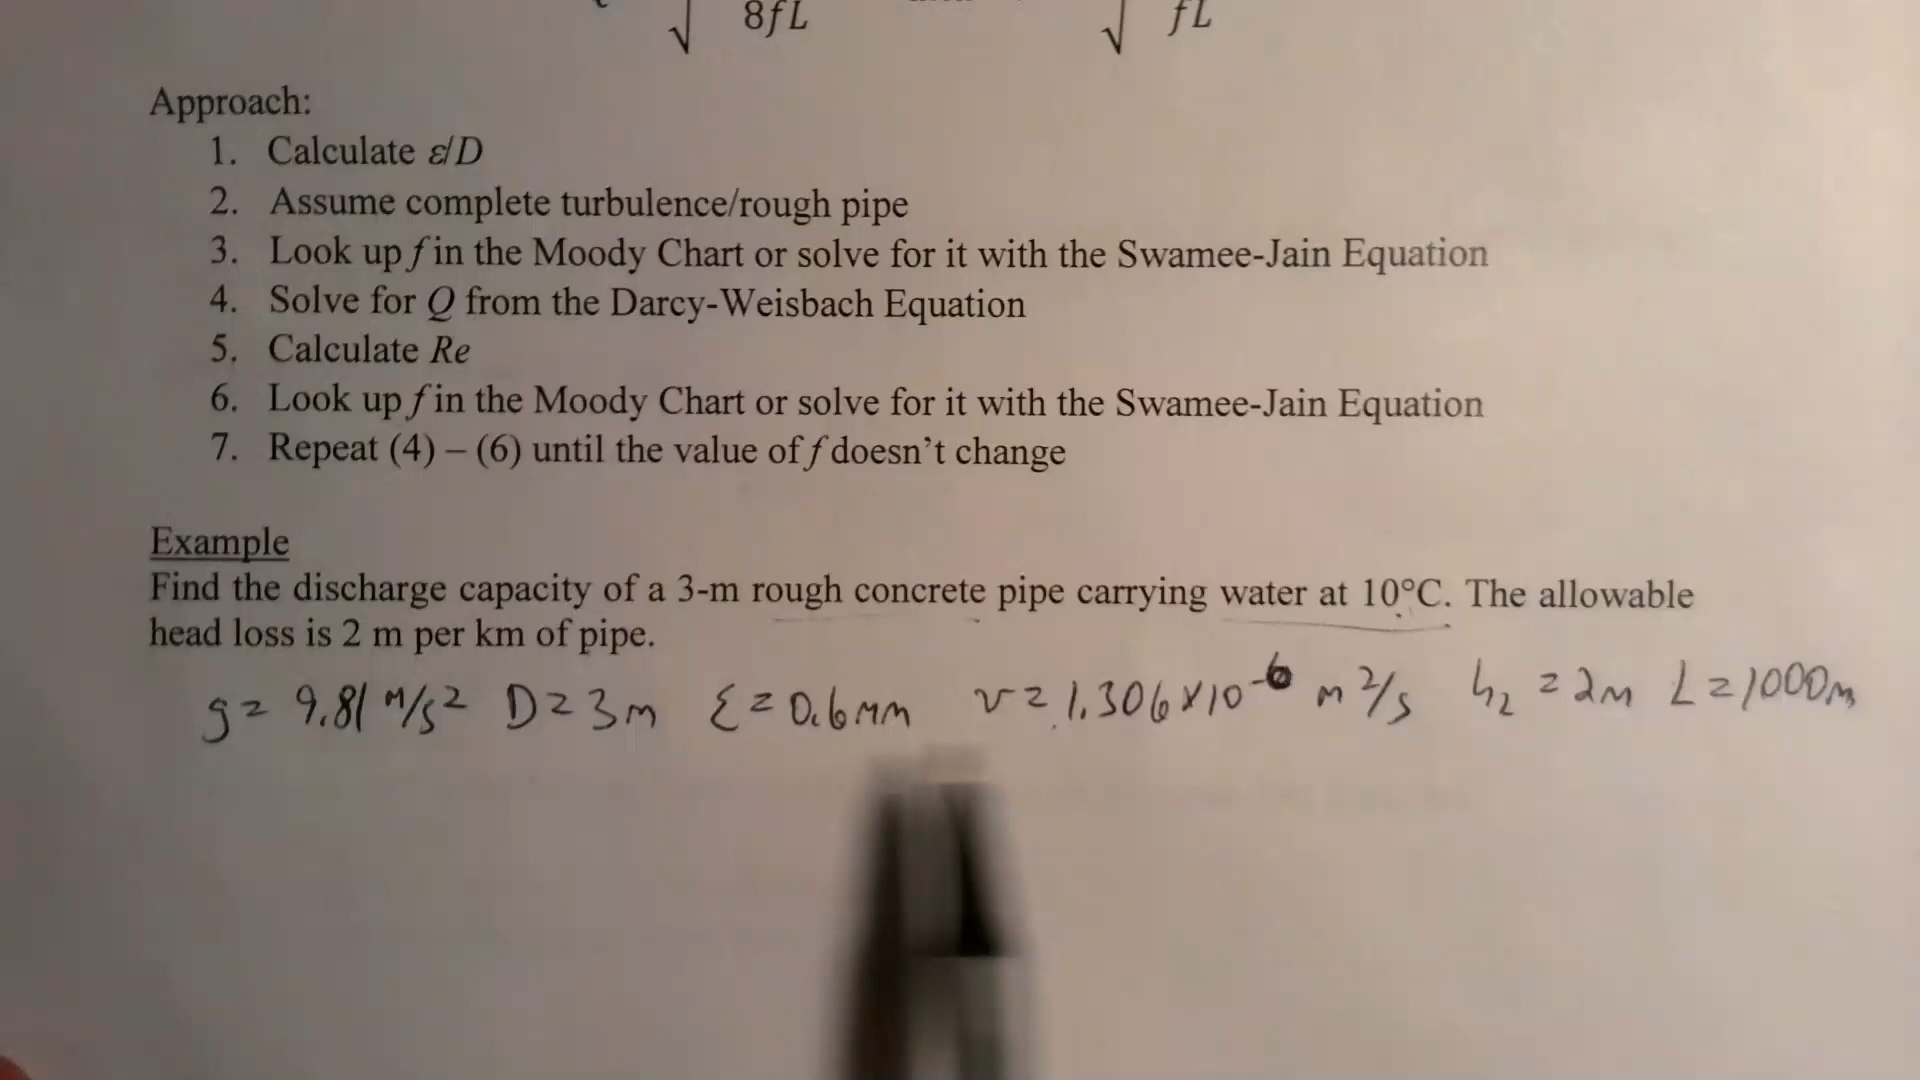 8fL fL
Approach:
1. Calculate ε/D
2. Assume complete turbulence/rough pipe
3. Look up f in the Moody Chart or solve for it with the Swamee-Jain Equation
4. Solve for Q from the Darcy-Weisbach Equation
5. Calculate Re
6. Look up f in the Moody Chart or solve for it with the Swamee-Jain Equation
7. Repeat (4) – (6) until the value of f doesn't change
Example
Find the discharge capacity of a 3-m rough concrete pipe carrying water at 10°C. The allowable
head loss is 2 m per km of pipe.
g = 9.81 m/s² D = 3m ε = 0.6mm ν = 1.306×10⁻⁶ m²/s h_L = 2m L = 1000m